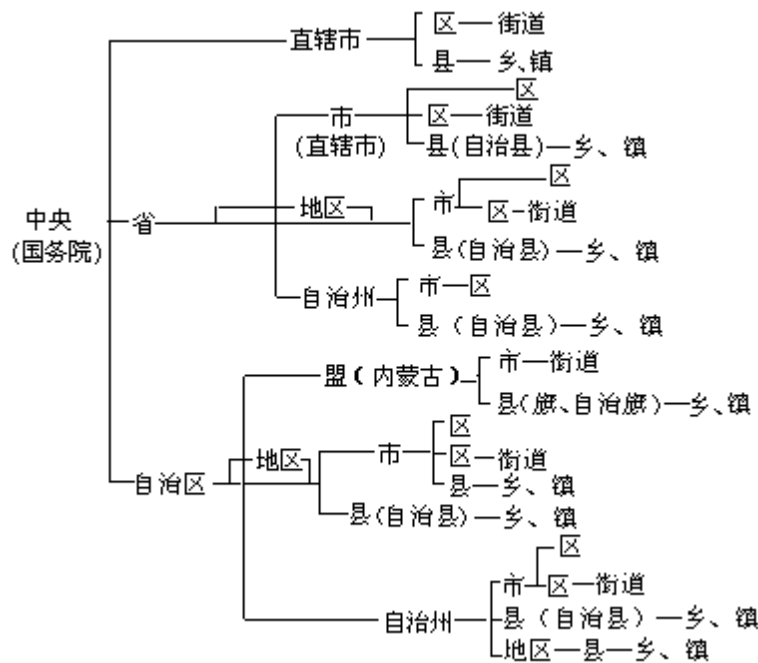 直辖市
区 街道
县 乡、镇
市
(直辖市)
区
区 街道
县(自治县) 乡、镇
中央
(国务院)
省
地区
市
区
区 街道
县(自治县) 乡、镇
自治州
市 区
县（自治县） 乡、镇
盟(内蒙古)
市 街道
县(旗、自治旗) 乡、镇
自治区
地区
市
区
区 街道
县 乡、镇
县(自治县) 乡、镇
自治州
市
区
区 街道
县（自治县） 乡、镇
地区 县 乡、镇